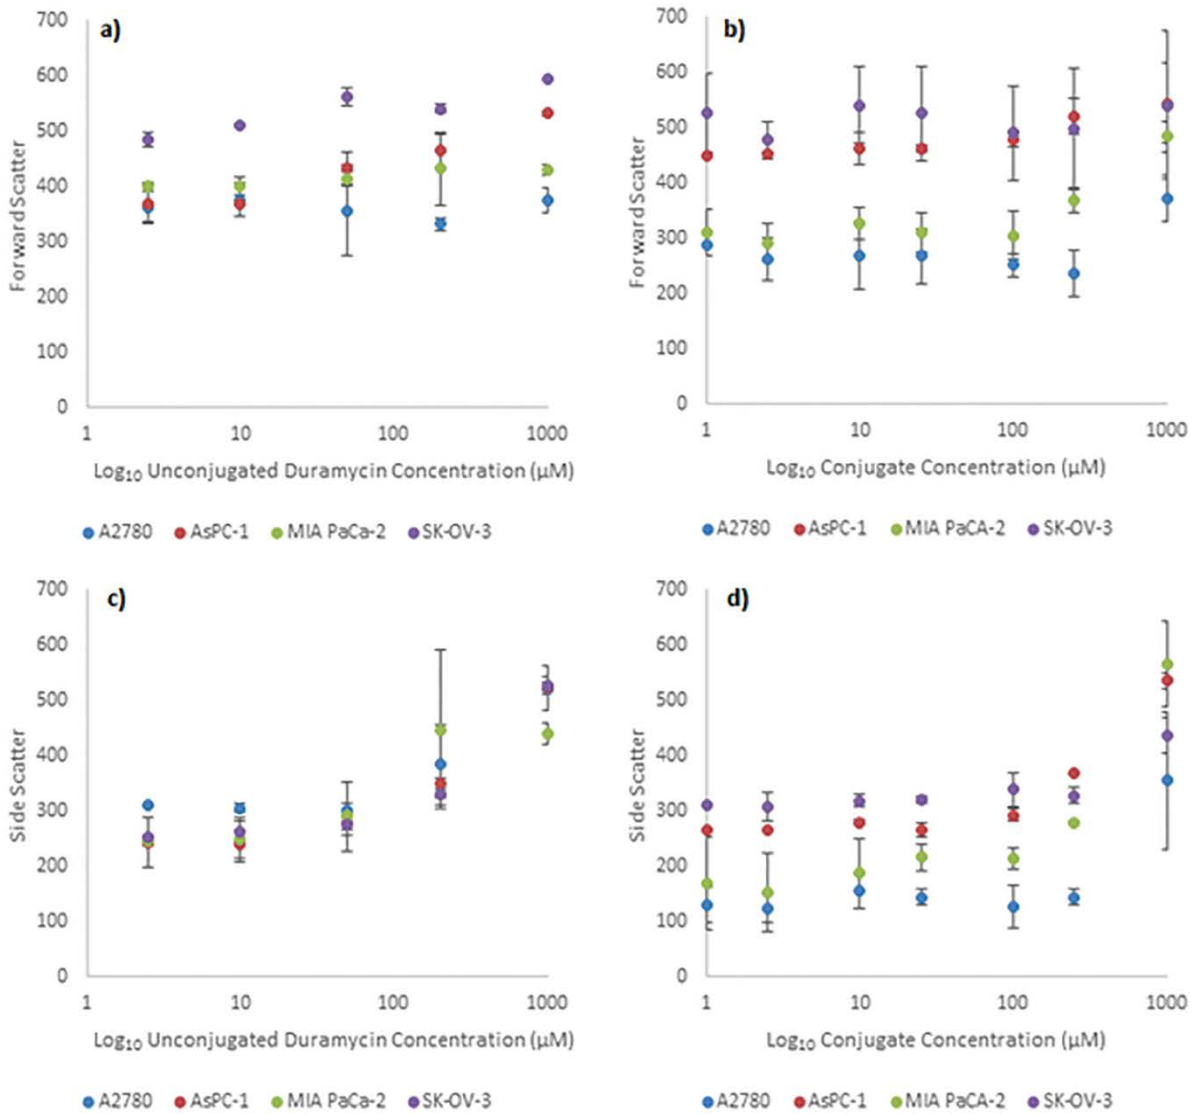 a)
700
600
500
400
300
200
100
0
Forward Scatter
1 10 100 1000
Log10 Unconjugated Duramycin Concentration (µM)
A2780 AsPC-1 MIA PaCa-2 SK-OV-3
b)
700
600
500
400
300
200
100
0
Forward Scatter
1 10 100 1000
Log10 Conjugate Concentration (µM)
A2780 AsPC-1 MIA PaCA-2 SK-OV-3
c)
700
600
500
400
300
200
100
0
Side Scatter
1 10 100 1000
Log10 Unconjugated Duramycin Concentration (µM)
A2780 AsPC-1 MIA PaCa-2 SK-OV-3
d)
700
600
500
400
300
200
100
0
Side Scatter
1 10 100 1000
Log10 Conjugate Concentration (µM)
A2780 AsPC-1 MIA PACA-2 SK-OV-3